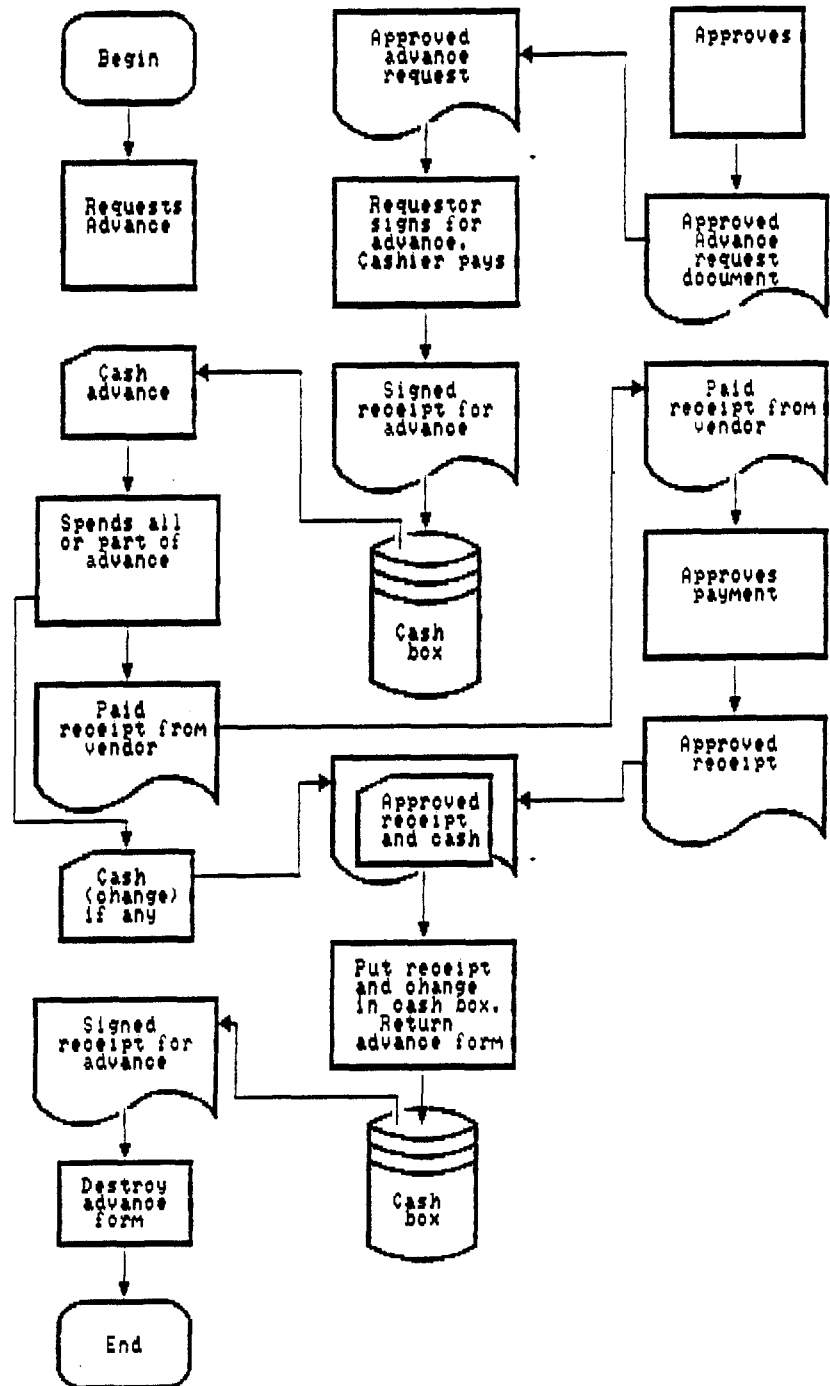 Begin
Requests
Advance
Cash
advance
Spends all
or part of
advance
Paid
receipt from
vendor
Cash
(change)
if any
Signed
receipt for
advance
Destroy
advance
form
End
Approved
advance
request
Requestor
signs for
advance.
Cashier pays
Signed
receipt for
advance
Cash
box
Approved
receipt
and cash
Put receipt
and change
in cash box.
Return
advance form
Cash
box
Approves
Approved
Advance
request
document
Paid
receipt from
vendor
Approves
payment
Approved
receipt